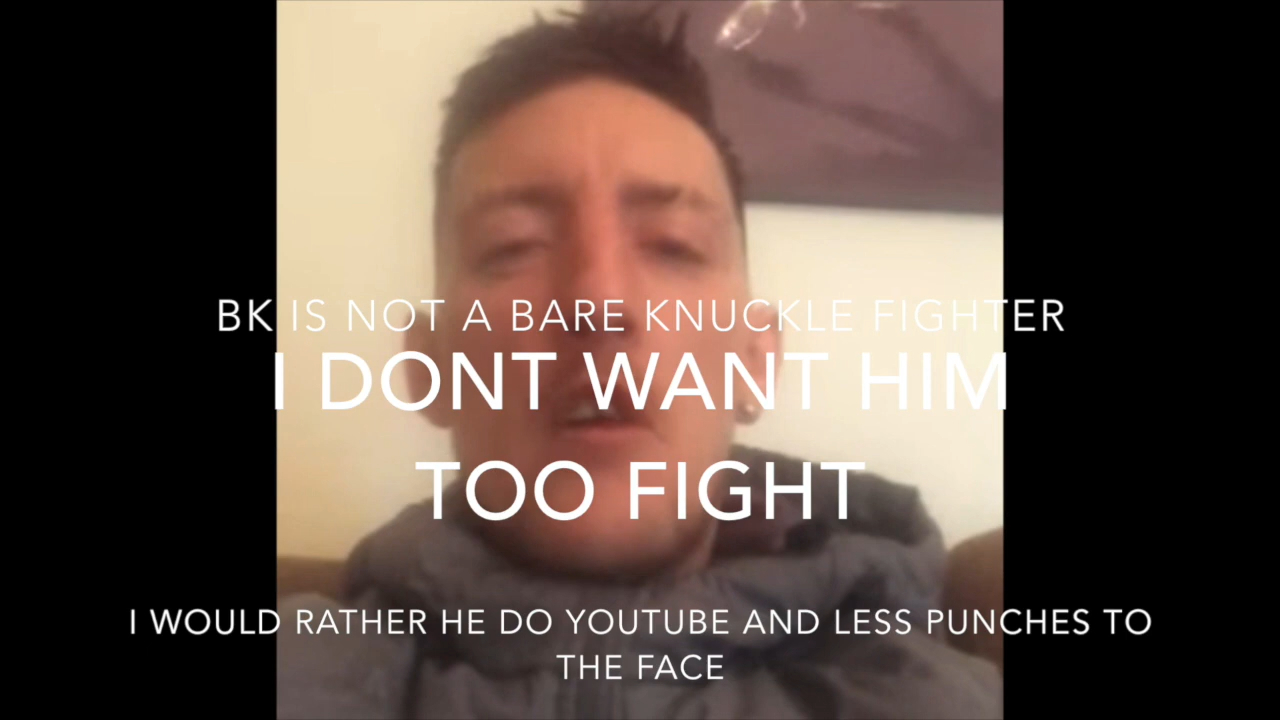 BK IS NOT A BARE KNUCKLE FIGHTER
I DONT WANT HIM
TOO FIGHT
I WOULD RATHER HE DO YOUTUBE AND LESS PUNCHES TO
THE FACE